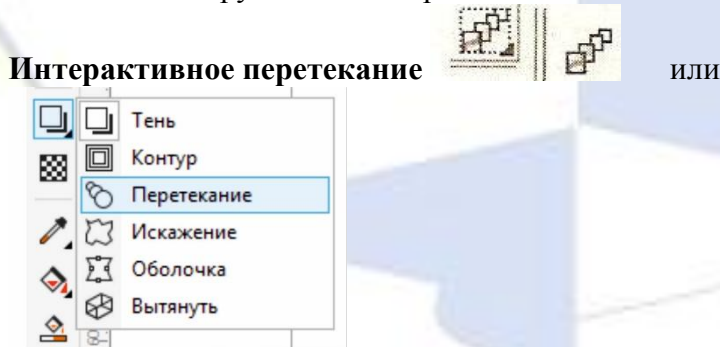 Интерактивное перетекание или
Тень
Контур
Перетекание
Искажение
Оболочка
Вытянуть